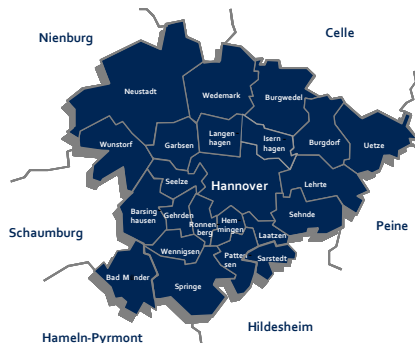 Nienburg
Celle
Neustadt
Wedemark
Burgwedel
Wunstorf
Garbsen
Langen
hagen
Isern
hagen
Burgdorf
Uetze
Seelze
Hannover
Lehrte
Barsing
hausen
Gehrden
Ronnen
berg
Hem
mingen
Sehnde
Laatzen
Schaumburg
Peine
Wennigsen
Patten
sen
Sarstedt
Bad Münder
Springe
Hameln-Pyrmont
Hildesheim